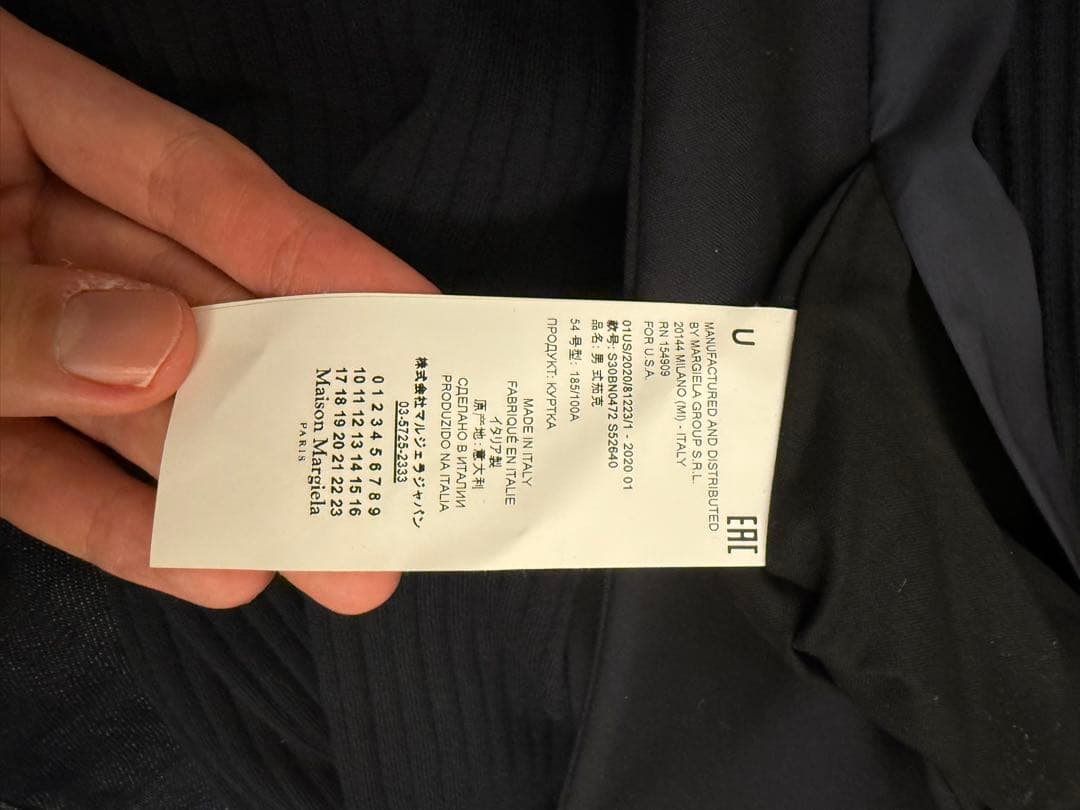 U
EAC
MANUFACTURED AND DISTRIBUTED
BY MARGIELA GROUP S.R.L.
20144 MILANO (MI) - ITALY
RN 154909
FOR U.S.A.
01US/2020/81223/1 - 2020 01
款号: S30BN0472 S52640
品名: 男 式茄克
54 号型: 185/100A
ПРОДУКТ: КУРТКА
MADE IN ITALY
FABRIQUÉ EN ITALIE
イタリア製
原产地: 意大利
СДЕЛАНО В ИТАЛИИ
PRODUZIDO NA ITALIA
株式会社マルジェラジャパン
03-5725-2333
0 1 2 3 4 5 6 7 8 9
10 11 12 13 14 15 16
17 18 19 20 21 22 23
Maison Margiela
PARIS